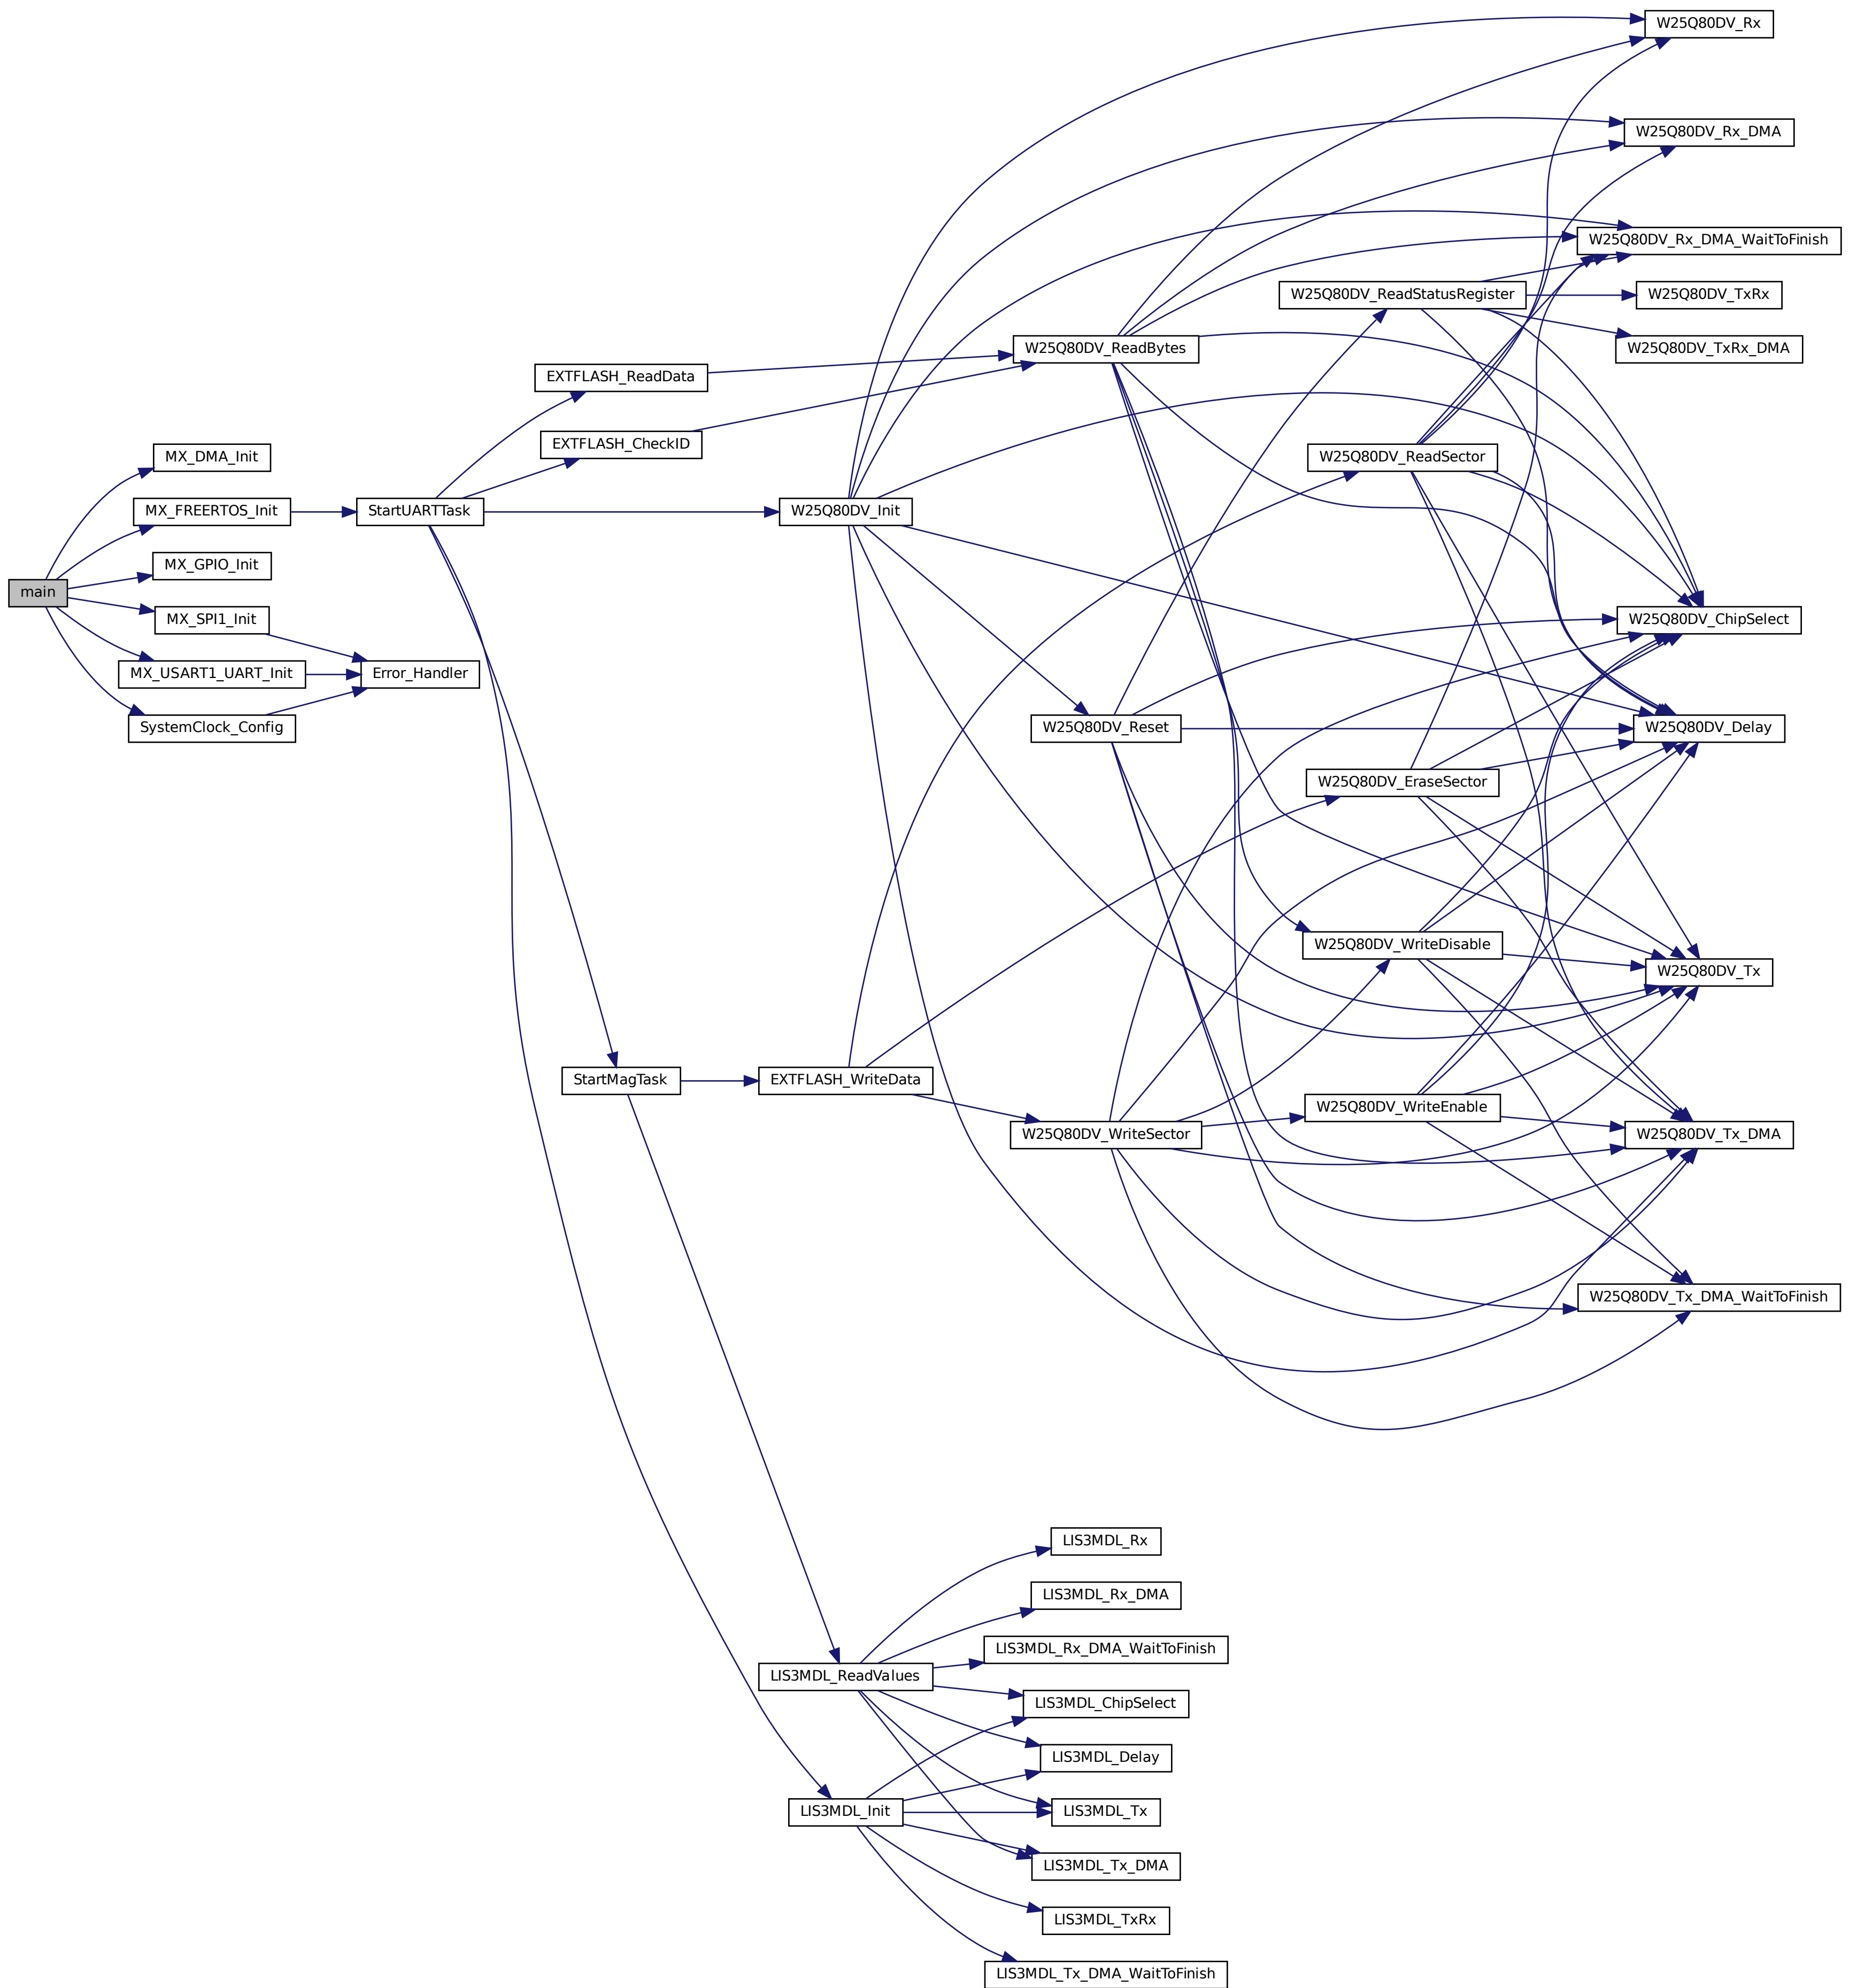 W25Q80DV_Rx
W25Q80DV_Rx_DMA
W25Q80DV_Rx_DMA_WaitToFinish
W25Q80DV_ReadStatusRegister
W25Q80DV_TxRx
W25Q80DV_ReadBytes
W25Q80DV_TxRx_DMA
EXTFLASH_ReadData
EXTFLASH_CheckID
MX_DMA_Init
W25Q80DV_ReadSector
MX_FREERTOS_Init
StartUARTTask
W25Q80DV_Init
MX_GPIO_Init
main
MX_SPI1_Init
W25Q80DV_ChipSelect
MX_USART1_UART_Init
Error_Handler
SystemClock_Config
W25Q80DV_Reset
W25Q80DV_Delay
W25Q80DV_EraseSector
W25Q80DV_WriteDisable
W25Q80DV_Tx
StartMagTask
EXTFLASH_WriteData
W25Q80DV_WriteEnable
W25Q80DV_WriteSector
W25Q80DV_Tx_DMA
W25Q80DV_Tx_DMA_WaitToFinish
LIS3MDL_Rx
LIS3MDL_Rx_DMA
LIS3MDL_Rx_DMA_WaitToFinish
LIS3MDL_ReadValues
LIS3MDL_ChipSelect
LIS3MDL_Delay
LIS3MDL_Init
LIS3MDL_Tx
LIS3MDL_Tx_DMA
LIS3MDL_TxRx
LIS3MDL_Tx_DMA_WaitToFinish